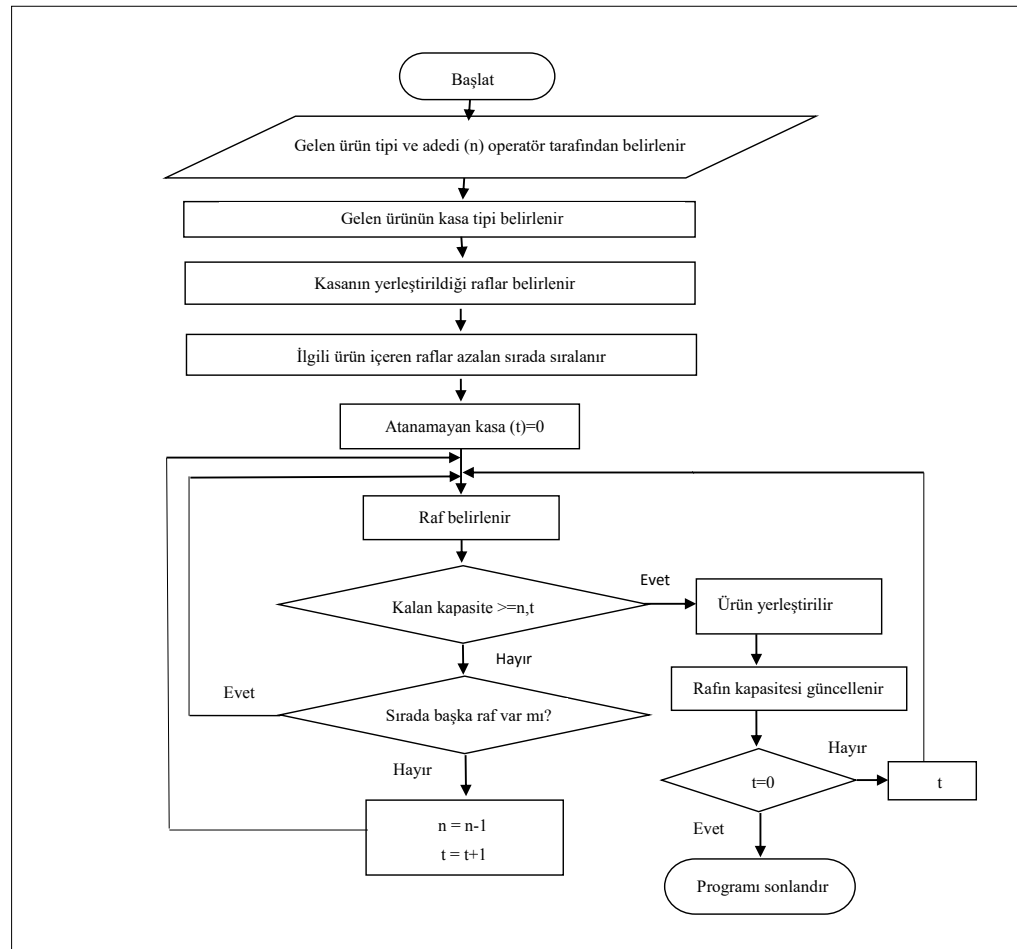 Başlat
Gelen ürün tipi ve adedi (n) operatör tarafından belirlenir
Gelen ürünün kasa tipi belirlenir
Kasanın yerleştirildiği raflar belirlenir
İlgili ürün içeren raflar azalan sırada sıralanır
Atanamayan kasa (t)=0
Raf belirlenir
Kalan kapasite >=n,t
Evet
Ürün yerleştirilir
Hayır
Rafın kapasitesi güncellenir
Evet
Sırada başka raf var mı?
Hayır
t=0
Hayır
t
n = n-1
t = t+1
Evet
Programı sonlandır